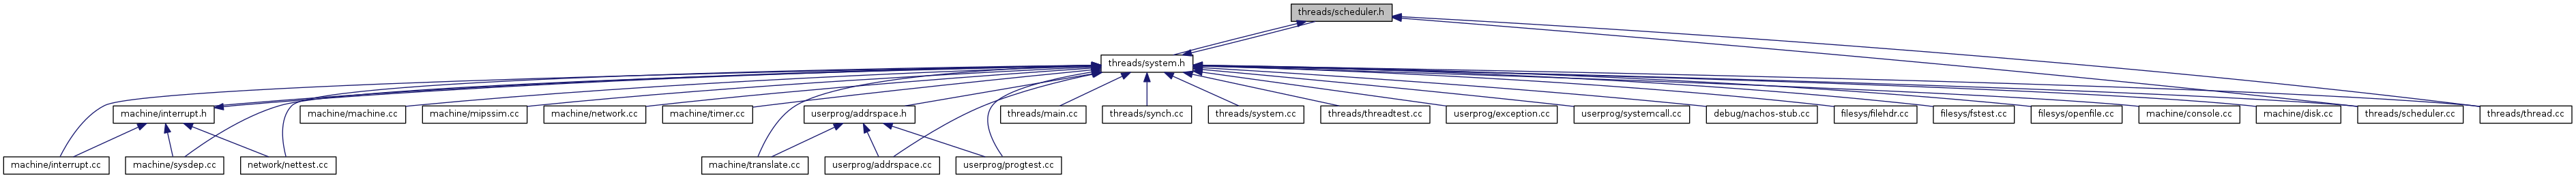 threads/scheduler.h
threads/system.h
machine/interrupt.h
machine/machine.cc
machine/mipssim.cc
machine/network.cc
machine/timer.cc
userprog/addrspace.h
threads/main.cc
threads/synch.cc
threads/system.cc
threads/threadtest.cc
userprog/exception.cc
userprog/systemcall.cc
debug/nachos-stub.cc
filesys/filehdr.cc
filesys/fstest.cc
filesys/openfile.cc
machine/console.cc
machine/disk.cc
threads/scheduler.cc
threads/thread.cc
machine/interrupt.cc
machine/sysdep.cc
network/nettest.cc
machine/translate.cc
userprog/addrspace.cc
userprog/progtest.cc